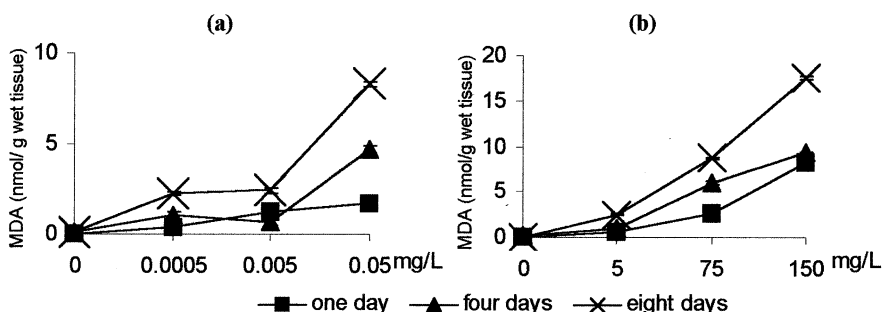 (a)
MDA (nmol/ g wet tissue)
10
5
0
0 0.0005 0.005 0.05 mg/L
(b)
MDA (nmol/ g wet tissue)
20
15
10
5
0
0 5 75 150 mg/L
one day four days eight days